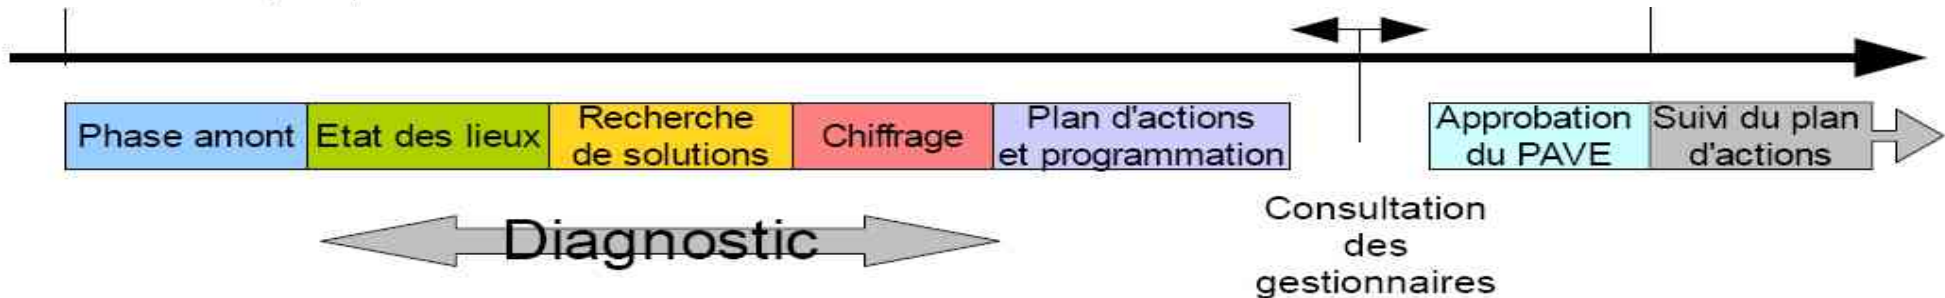 Phase amont
Etat des lieux
Recherche
de solutions
Chiffrage
Plan d'actions
et programmation
Approbation
du PAVE
Suivi du plan
d'actions
Diagnostic
Consultation
des
gestionnaires